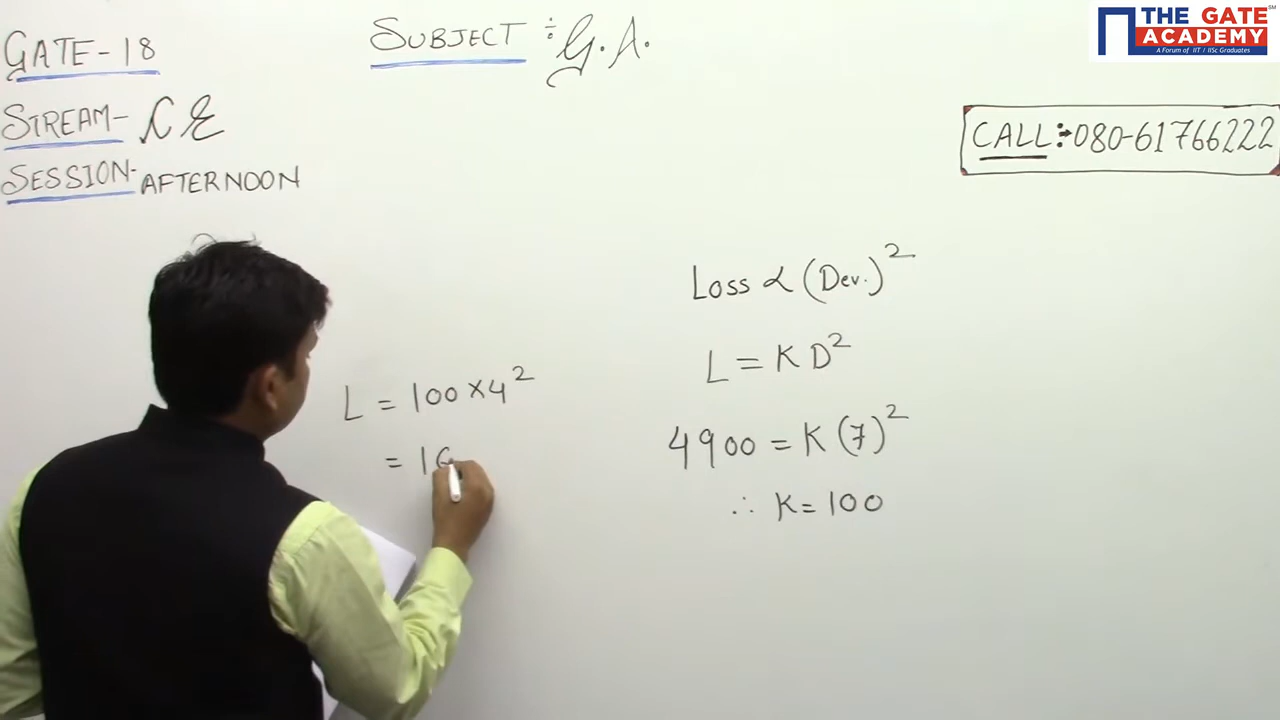 GATE-18
SUBJECT ÷ G.A.
THE GATE
ACADEMY
A Forum of IIT / IISc Graduates
STREAM- CE
SESSION- AFTERNOON
CALL:→080-61766222
L = 100 × 4²
= 16
Loss ∝ (Dev.)²
L = K D²
4900 = K (7)²
∴ K = 100